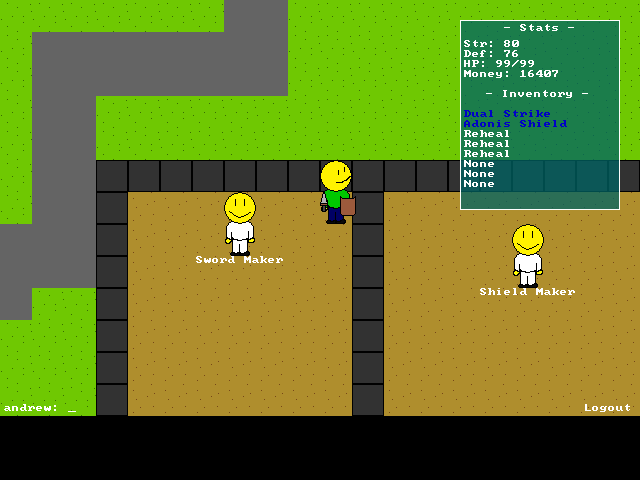 - Stats -
Str: 80
Def: 76
HP: 99/99
Money: 16407
- Inventory -
Dual Strike
Adonis Shield
Reheal
Reheal
Reheal
None
None
None
Sword Maker
Shield Maker
andrew: _
Logout